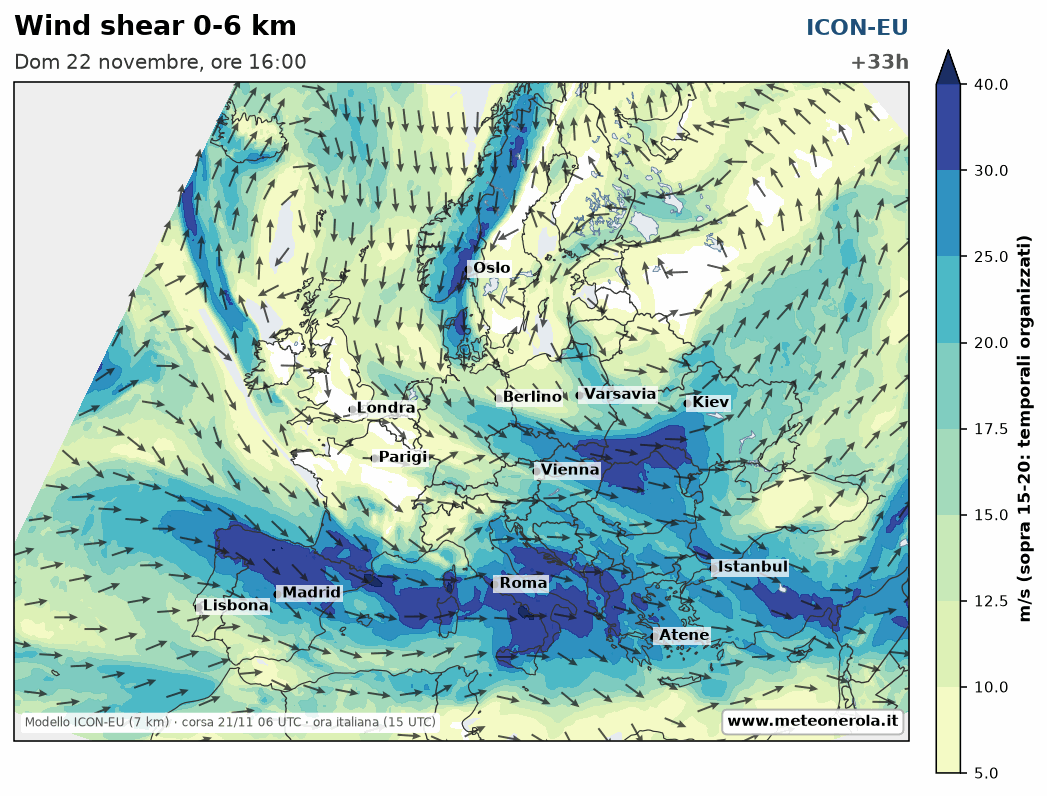 Wind shear 0-6 km
ICON-EU
Dom 22 novembre, ore 16:00
+33h
Oslo
Berlino
Varsavia
Kiev
Londra
Parigi
Vienna
Istanbul
Roma
Madrid
Lisbona
Atene
Modello ICON-EU (7 km) · corsa 21/11 06 UTC · ora italiana (15 UTC)
www.meteonerola.it
40.0
30.0
25.0
20.0
17.5
15.0
12.5
10.0
5.0
m/s (sopra 15-20: temporali organizzati)